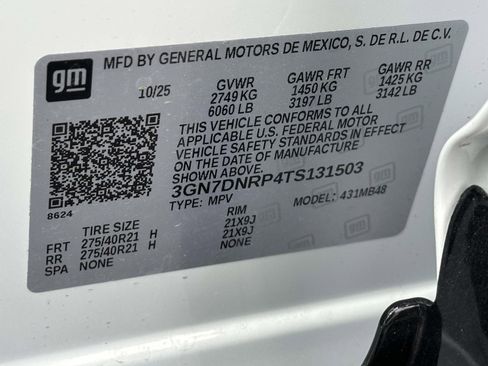 gm
MFD BY GENERAL MOTORS DE MEXICO, S. DE R.L. DE C.V.
10/25 GVWR GAWR FRT GAWR RR
2749 KG 1450 KG 1425 KG
6060 LB 3197 LB 3142 LB
THIS VEHICLE CONFORMS TO ALL
APPLICABLE U.S. FEDERAL MOTOR
VEHICLE SAFETY STANDARDS IN EFFECT
ON THE DATE OF MANUFACTURE
SHOWN ABOVE.
3GN7DNRP4TS131503
TYPE: MPV MODEL: 431MB48
8624
TIRE SIZE RIM
FRT 275/40R21 H 21X9J
RR 275/40R21 H 21X9J
SPA NONE NONE